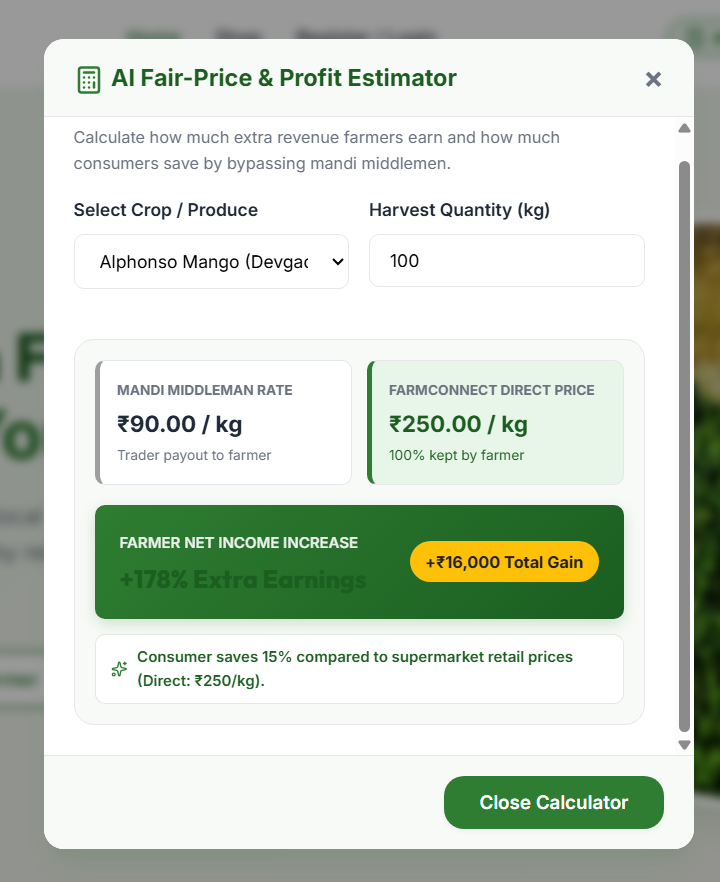 AI Fair-Price & Profit Estimator
Calculate how much extra revenue farmers earn and how much
consumers save by bypassing mandi middlemen.
Select Crop / Produce
Harvest Quantity (kg)
Alphonso Mango (Devgad
100
MANDI MIDDLEMAN RATE
₹90.00 / kg
Trader payout to farmer
FARMCONNECT DIRECT PRICE
₹250.00 / kg
100% kept by farmer
FARMER NET INCOME INCREASE
+178% Extra Earnings
+₹16,000 Total Gain
Consumer saves 15% compared to supermarket retail prices
(Direct: ₹250/kg).
Close Calculator